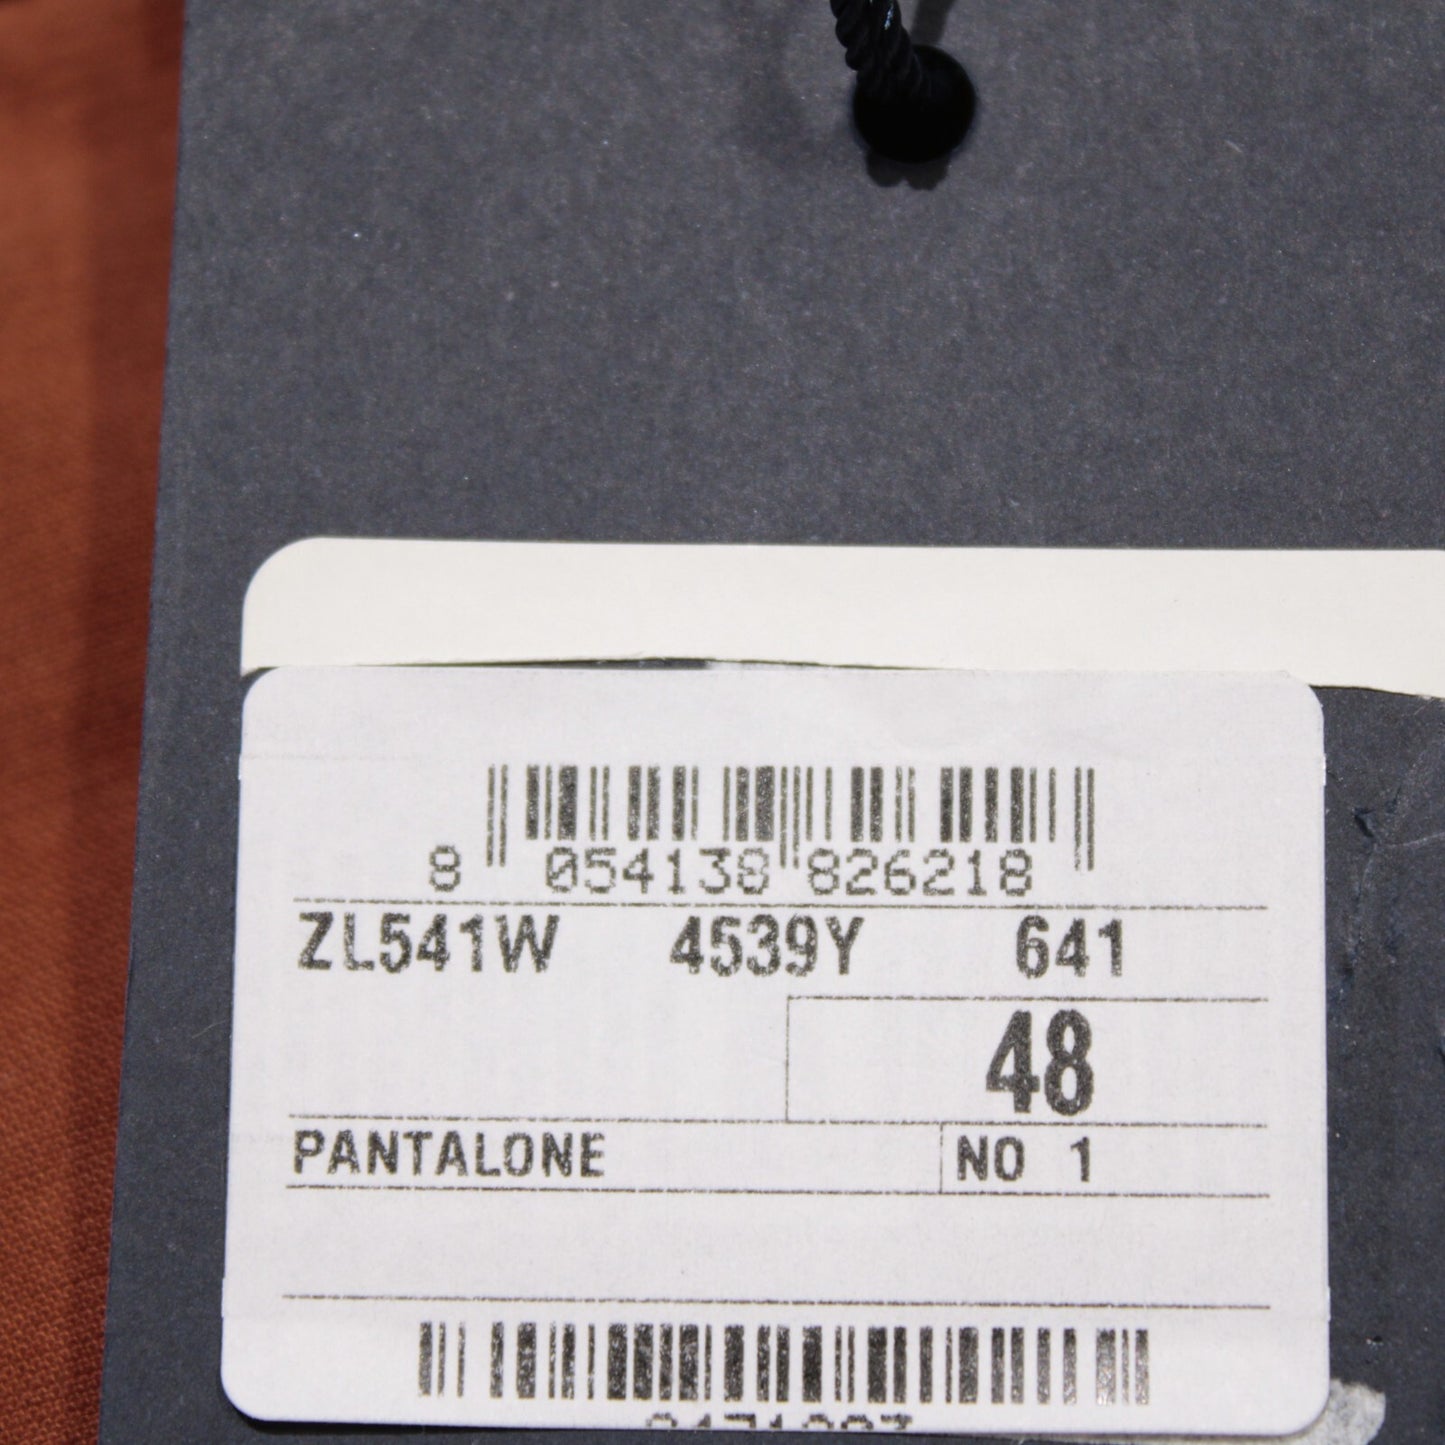 8 054138 826218
ZL541W 4539Y 641
48
PANTALONE NO 1